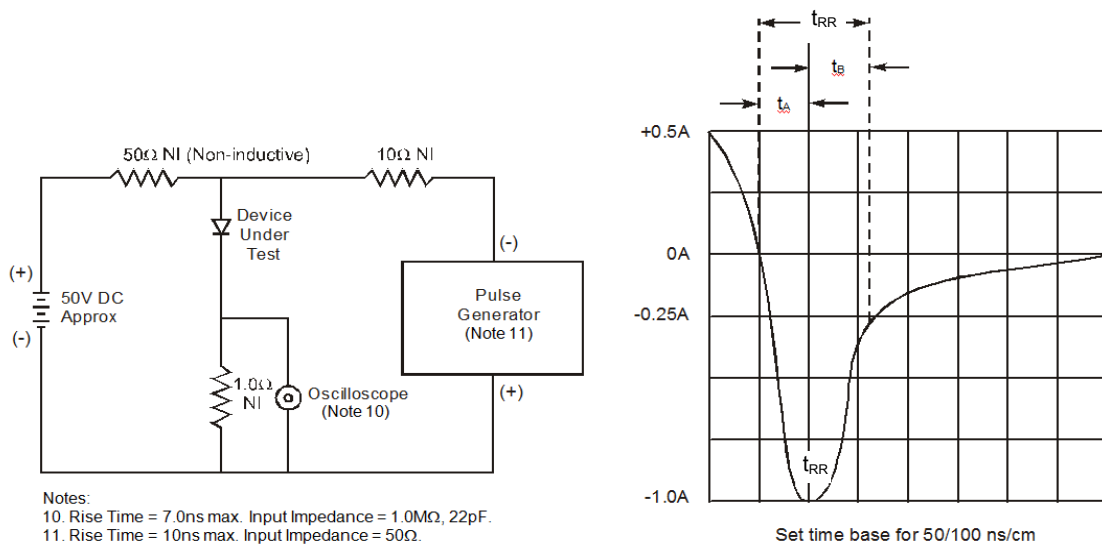 50Ω NI (Non-inductive)
10Ω NI
Device
Under
Test
(+)
50V DC
Approx
(-)
1.0Ω
NI
Oscilloscope
(Note 10)
(-)
Pulse
Generator
(Note 11)
(+)
Notes:
10. Rise Time = 7.0ns max. Input Impedance = 1.0MΩ, 22pF.
11. Rise Time = 10ns max. Input Impedance = 50Ω.
tRR
tB
tA
+0.5A
0A
-0.25A
tRR
-1.0A
Set time base for 50/100 ns/cm